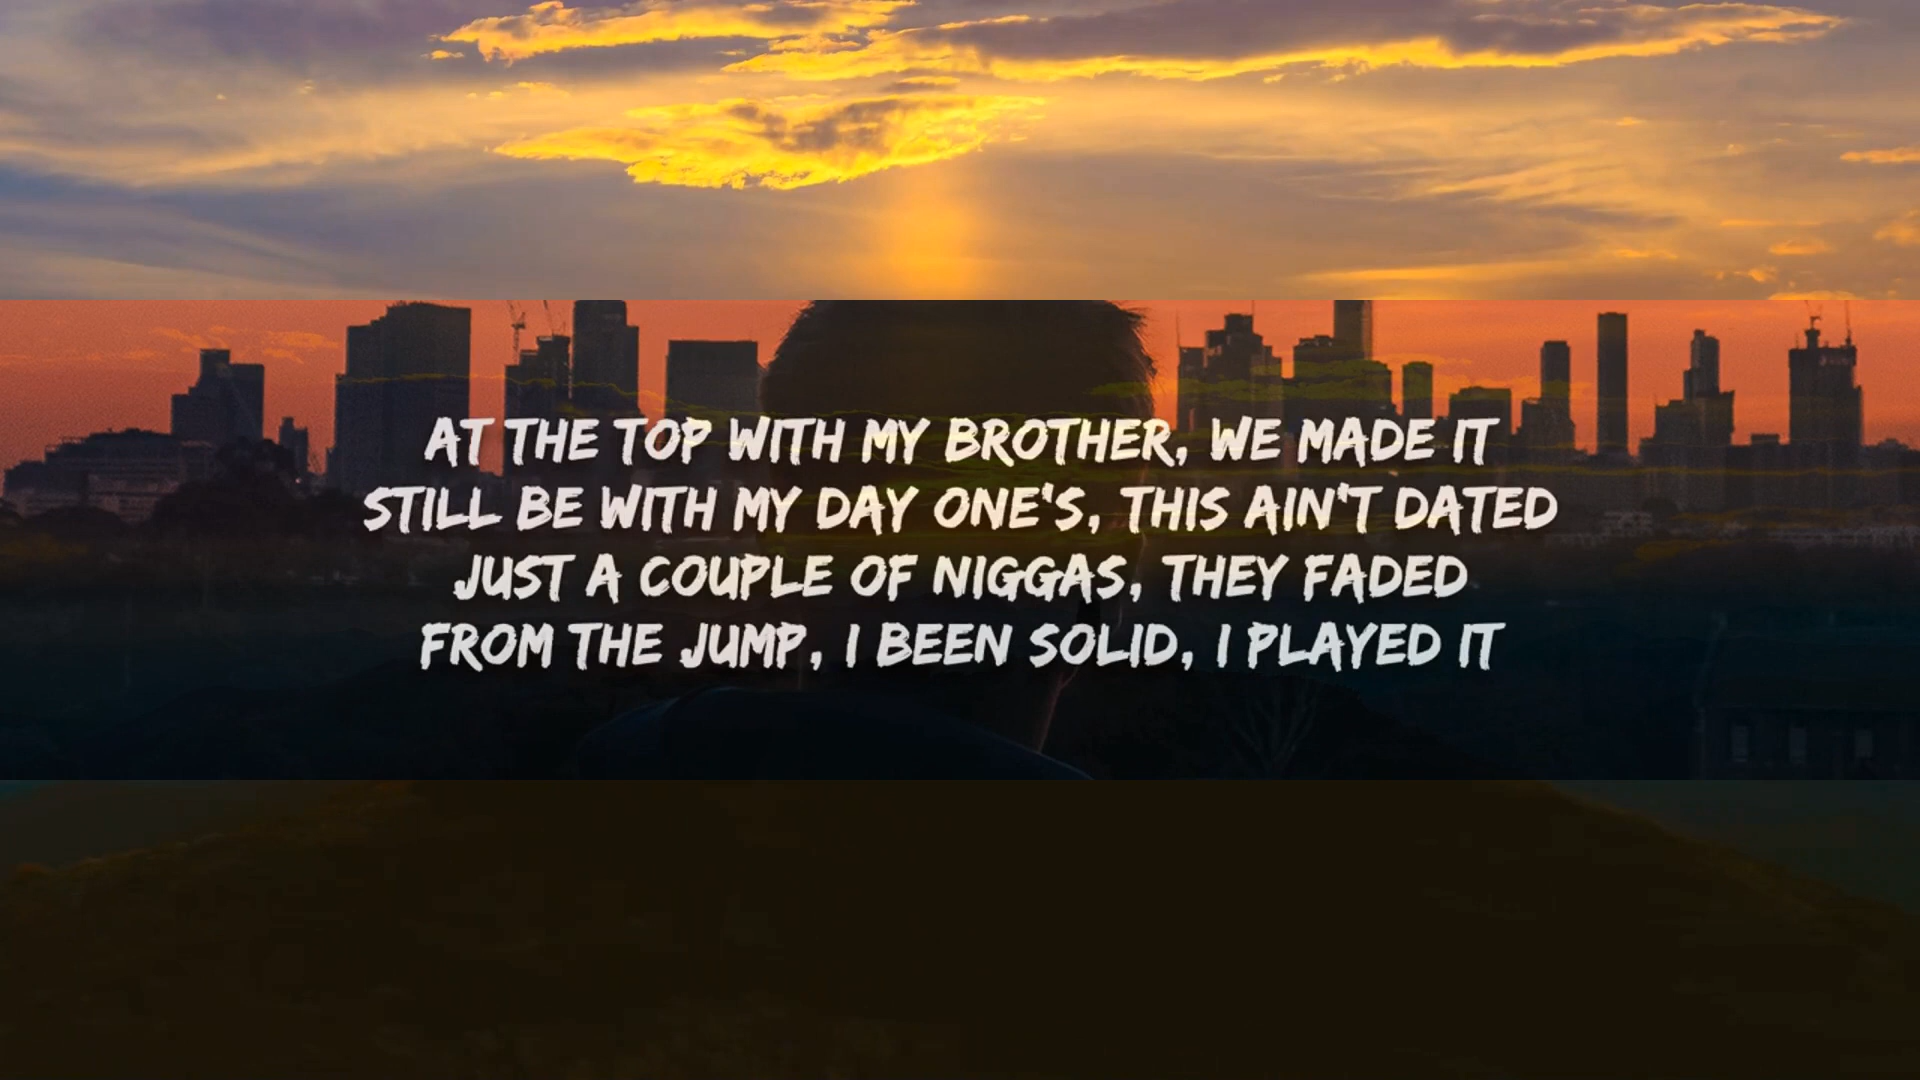 AT THE TOP WITH MY BROTHER, WE MADE IT
STILL BE WITH MY DAY ONE'S, THIS AIN'T DATED
JUST A COUPLE OF NIGGAS, THEY FADED
FROM THE JUMP, I BEEN SOLID, I PLAYED IT